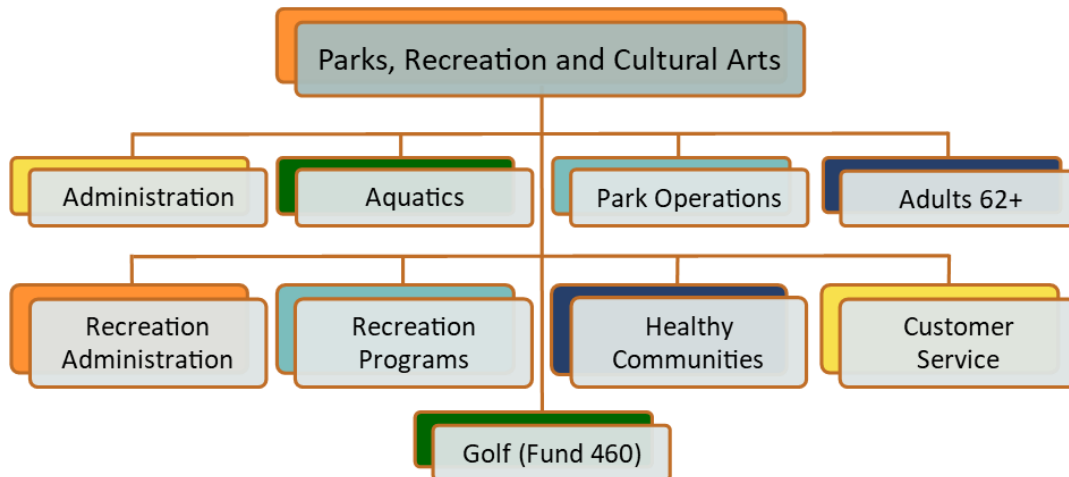 Parks, Recreation and Cultural Arts
Administration
Aquatics
Park Operations
Adults 62+
Recreation
Administration
Recreation
Programs
Healthy
Communities
Customer
Service
Golf (Fund 460)